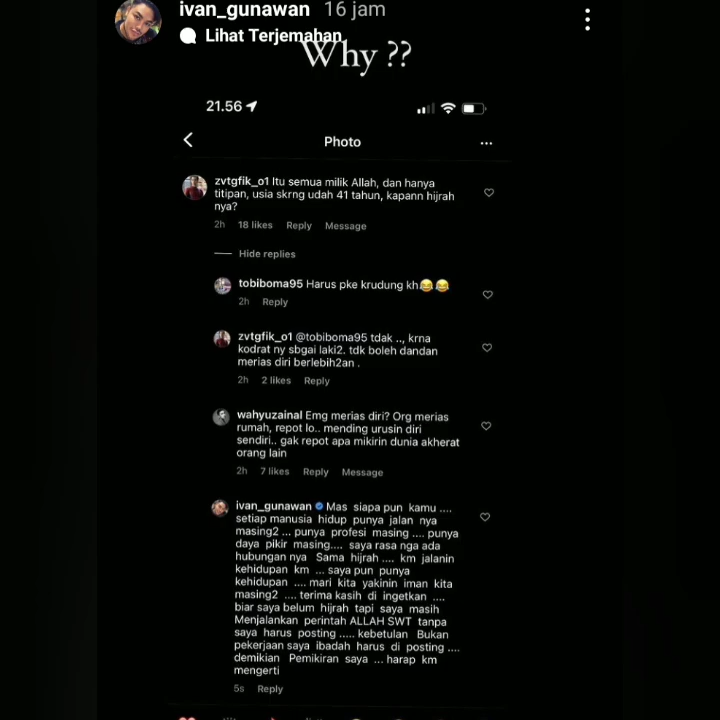 ivan_gunawan 16 jam
Lihat Terjemahan
Why ??
21.56
Photo
zvtgfik_o1 Itu semua milik Allah, dan hanya
titipan, usia skrng udah 41 tahun, kapann hijrah
nya?
2h 18 likes Reply Message
Hide replies
tobiboma95 Harus pke krudung kh😂😂
2h Reply
zvtgfik_o1 @tobiboma95 tdak .., krna
kodrat ny sbgai laki2. tdk boleh dandan
merias diri berlebih2an .
2h 2 likes Reply
wahyuzainal Emg merias diri? Org merias
rumah, repot lo.. mending urusin diri
sendiri.. gak repot apa mikirin dunia akherat
orang lain
2h 7 likes Reply Message
ivan_gunawan Mas siapa pun kamu ....
setiap manusia hidup punya jalan nya
masing2 ... punya profesi masing .... punya
daya pikir masing.... saya rasa nga ada
hubungan nya Sama hijrah .... km jalanin
kehidupan km ... saya pun punya
kehidupan .... mari kita yakinin iman kita
masing2 .... terima kasih di ingetkan ....
biar saya belum hijrah tapi saya masih
Menjalankan perintah ALLAH SWT tanpa
saya harus posting ..... kebetulan Bukan
pekerjaan saya ibadah harus di posting ....
demikian Pemikiran saya ... harap km
mengerti
5s Reply